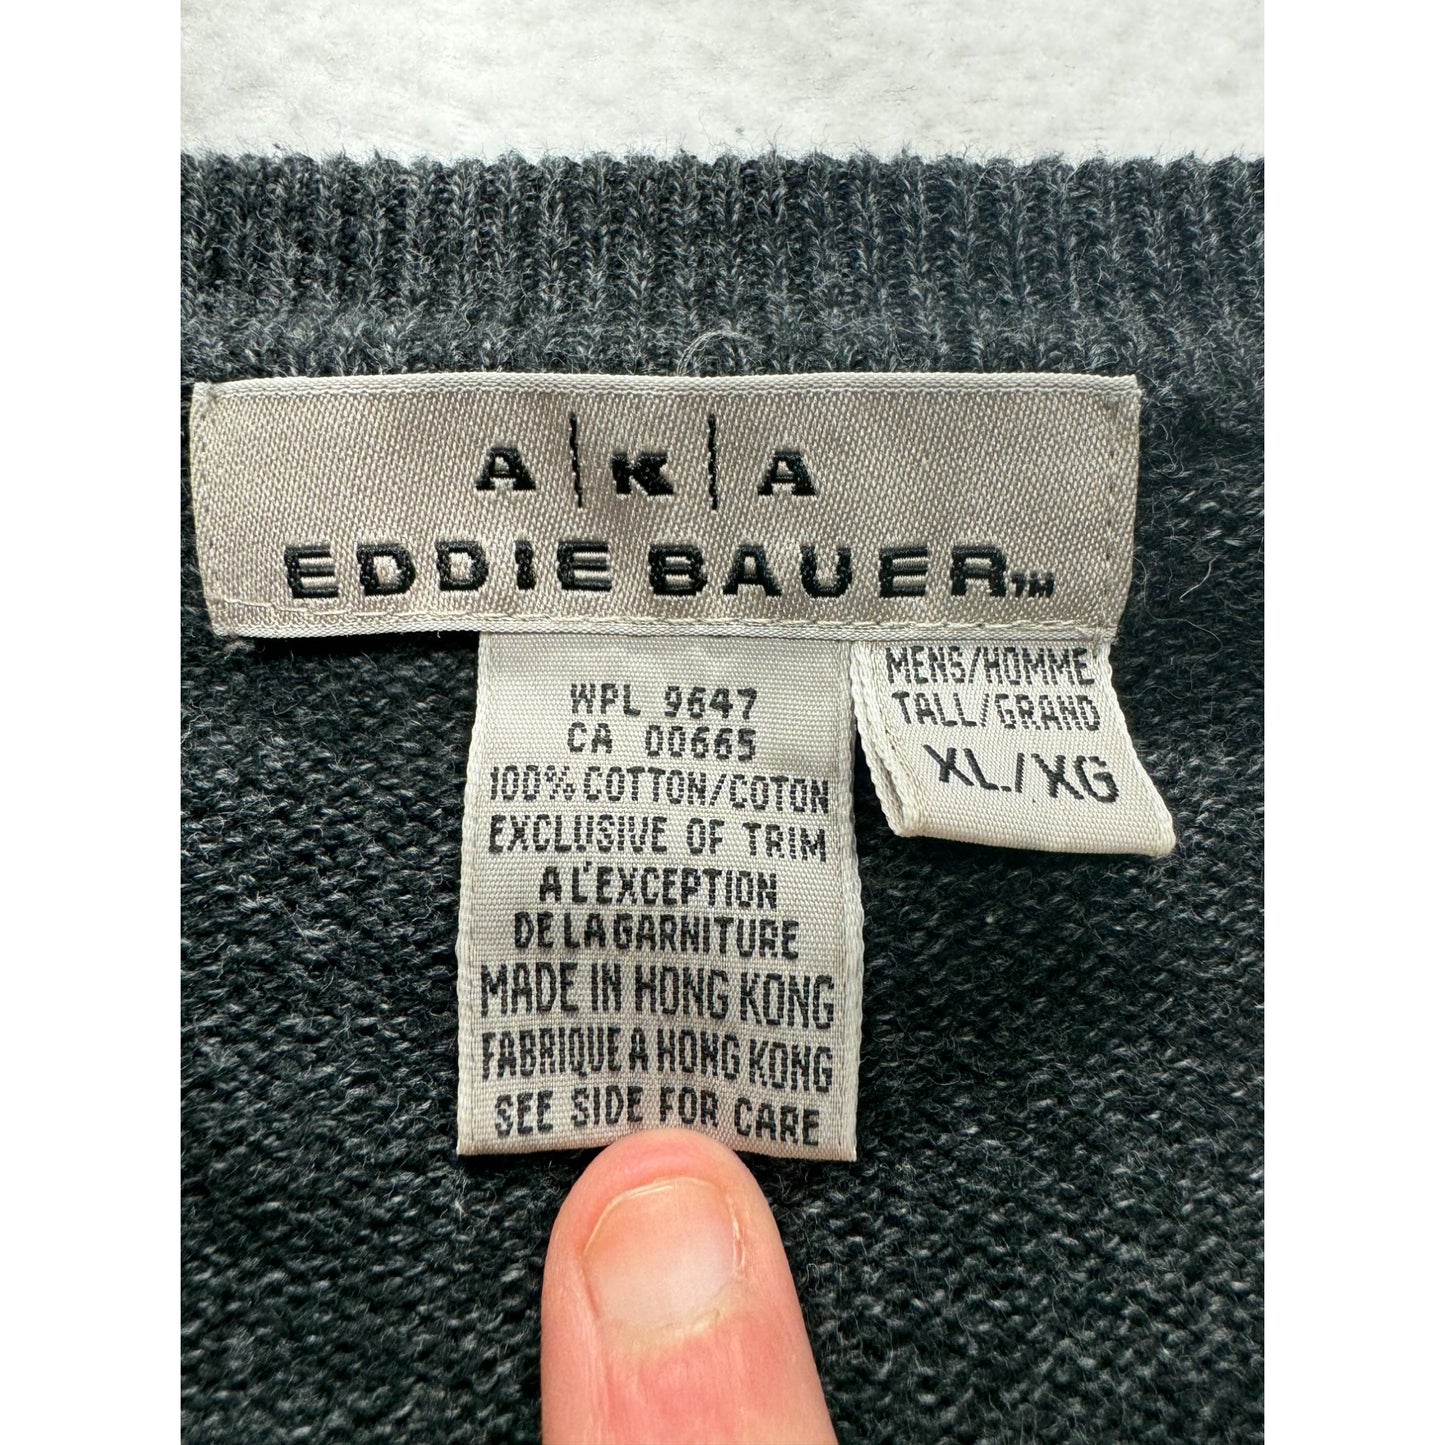 A|K|A
EDDIE BAUER™
WPL 9647
CA 00665
100% COTTON/COTON
EXCLUSIVE OF TRIM
A L'EXCEPTION
DE LA GARNITURE
MADE IN HONG KONG
FABRIQUE A HONG KONG
SEE SIDE FOR CARE
MENS/HOMME
TALL/GRAND
XL/XG